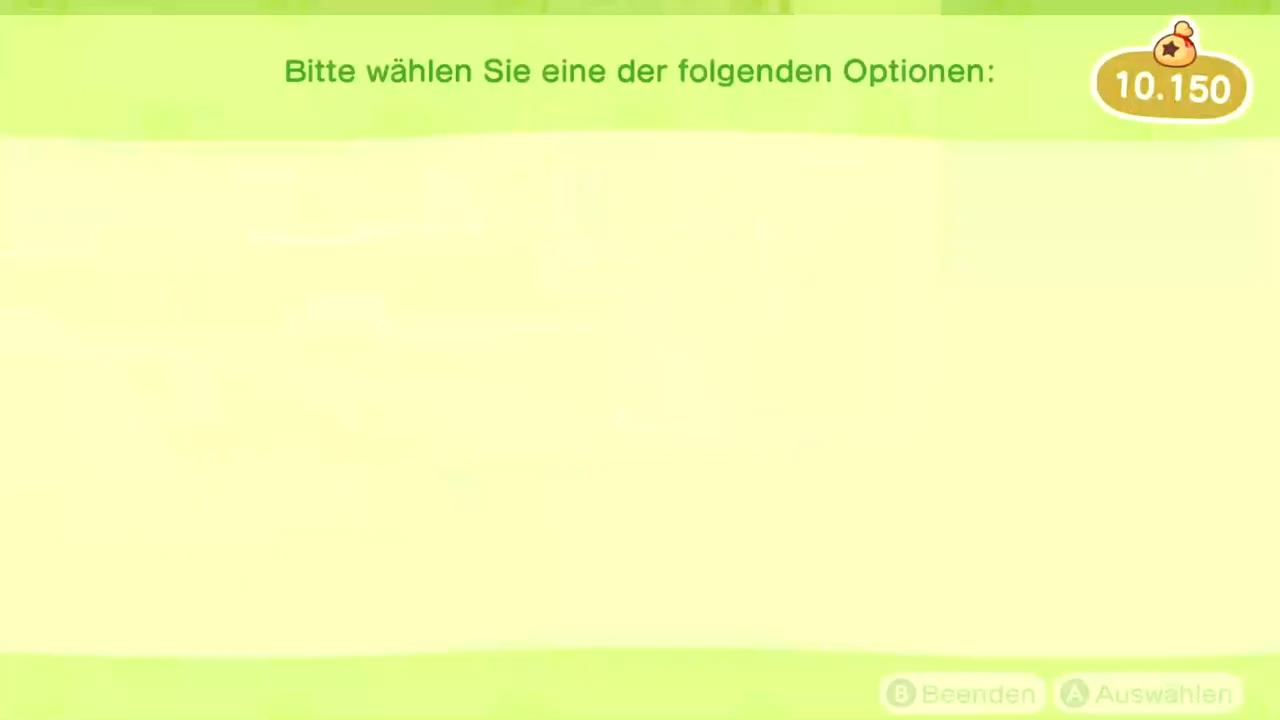 Bitte wählen Sie eine der folgenden Optionen:
10.150
B Beenden A Auswählen